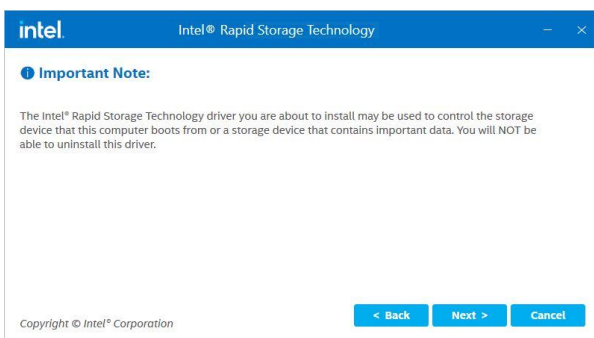 intel.
Intel® Rapid Storage Technology
Important Note:
The Intel® Rapid Storage Technology driver you are about to install may be used to control the storage
device that this computer boots from or a storage device that contains important data. You will NOT be
able to uninstall this driver.
< Back Next > Cancel
Copyright © Intel® Corporation